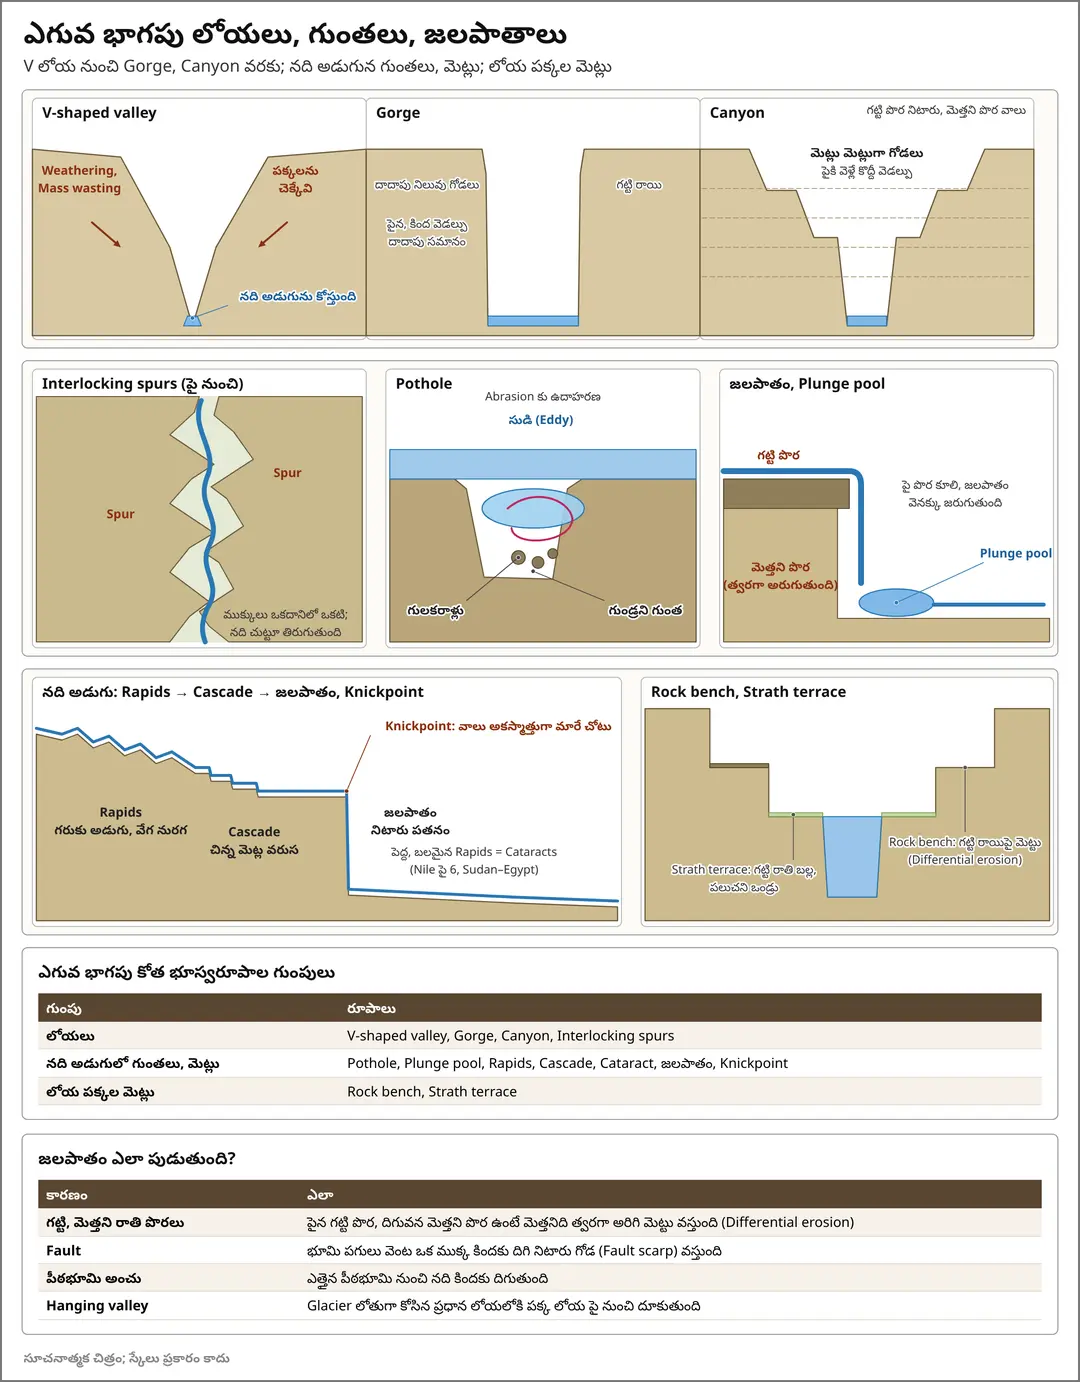 ఎగువ భాగపు లోయలు, గుంతలు, జలపాతాలు
V లోయ నుంచి Gorge, Canyon వరకు; నది అడుగున గుంతలు, మెట్లు; లోయ పక్కల మెట్లు
V-shaped valley
Weathering,
Mass wasting
పక్కలను
చెక్కేవి
నది అడుగును కోస్తుంది
Gorge
దాదాపు నిలువు గోడలు
గట్టి రాయి
పైన, కింద వెడల్పు
దాదాపు సమానం
Canyon
గట్టి పొర నిటారు, మెత్తని పొర వాలు
మెట్లు మెట్లుగా గోడలు
పైకి వెళ్లే కొద్దీ వెడల్పు
Interlocking spurs (పై నుంచి)
Spur
Spur
ముక్కులు ఒకదానిలో ఒకటి;
నది చుట్టూ తిరుగుతుంది
Pothole
Abrasion కు ఉదాహరణ
సుడి (Eddy)
గులకరాళ్లు
గుండ్రని గుంత
జలపాతం, Plunge pool
గట్టి పొర
పై పొర కూలి, జలపాతం
వెనక్కు జరుగుతుంది
Plunge pool
మెత్తని పొర
(త్వరగా అరుగుతుంది)
నది అడుగు: Rapids → Cascade → జలపాతం, Knickpoint
Knickpoint: వాలు అకస్మాత్తుగా మారే చోటు
Rapids
గరుకు అడుగు, వేగ నురగ
Cascade
చిన్న మెట్ల వరుస
జలపాతం
నిటారు పతనం
పెద్ద, బలమైన Rapids = Cataracts
(Nile పై 6, Sudan–Egypt)
Rock bench, Strath terrace
Rock bench: గట్టి రాయిపై మెట్టు
(Differential erosion)
Strath terrace: గట్టి రాతి బల్ల,
పలుచని ఒండ్రు
ఎగువ భాగపు కోత భూస్వరూపాల గుంపులు
గుంపు రూపాలు
లోయలు V-shaped valley, Gorge, Canyon, Interlocking spurs
నది అడుగులో గుంతలు, మెట్లు Pothole, Plunge pool, Rapids, Cascade, Cataract, జలపాతం, Knickpoint
లోయ పక్కల మెట్లు Rock bench, Strath terrace
జలపాతం ఎలా పుడుతుంది?
కారణం ఎలా
గట్టి, మెత్తని రాతి పొరలు పైన గట్టి పొర, దిగువన మెత్తని పొర ఉంటే మెత్తనిది త్వరగా అరిగి మెట్టు వస్తుంది (Differential erosion)
Fault భూమి పగులు వెంట ఒక ముక్క కిందకు దిగి నిటారు గోడ (Fault scarp) వస్తుంది
పీఠభూమి అంచు ఎత్తైన పీఠభూమి నుంచి నది కిందకు దిగుతుంది
Hanging valley Glacier లోతుగా కోసిన ప్రధాన లోయలోకి పక్క లోయ పై నుంచి దూకుతుంది
సూచనాత్మక చిత్రం; స్కేలు ప్రకారం కాదు